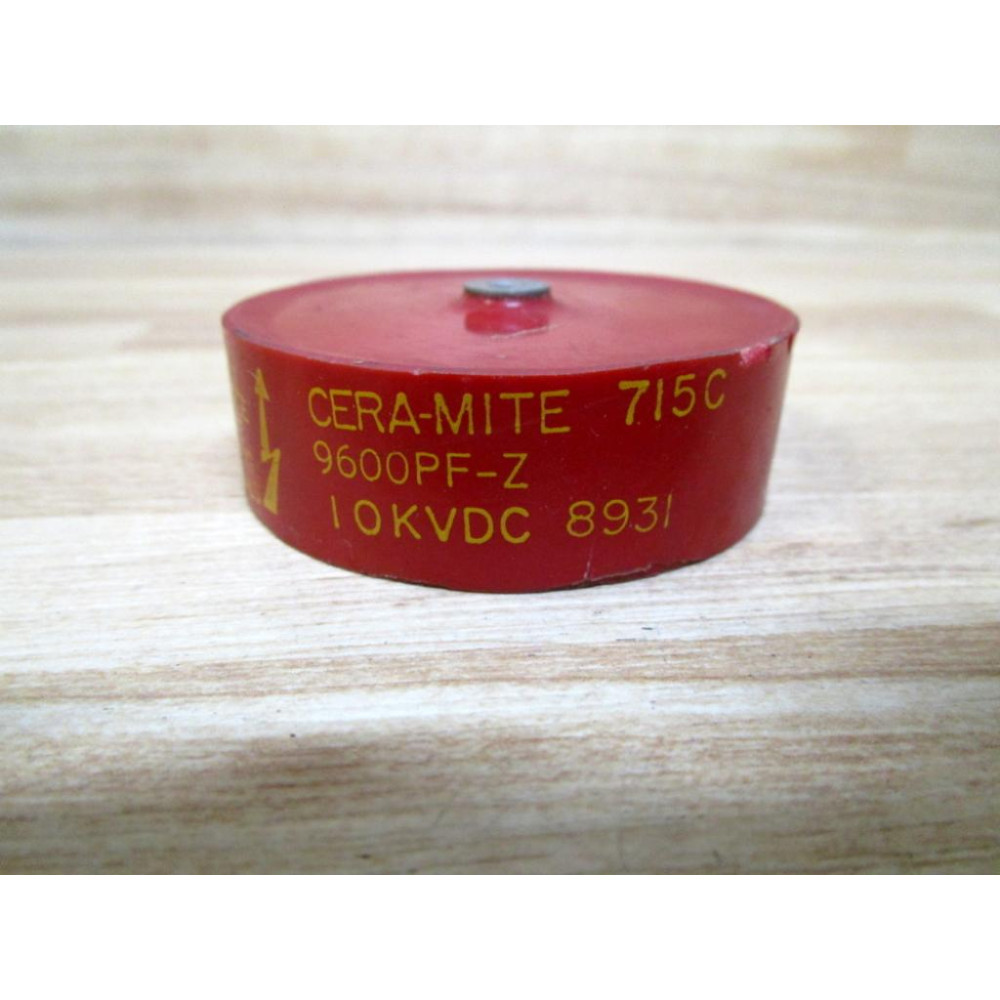 CERA-MITE 715C
9600PF-Z
10KVDC 8931